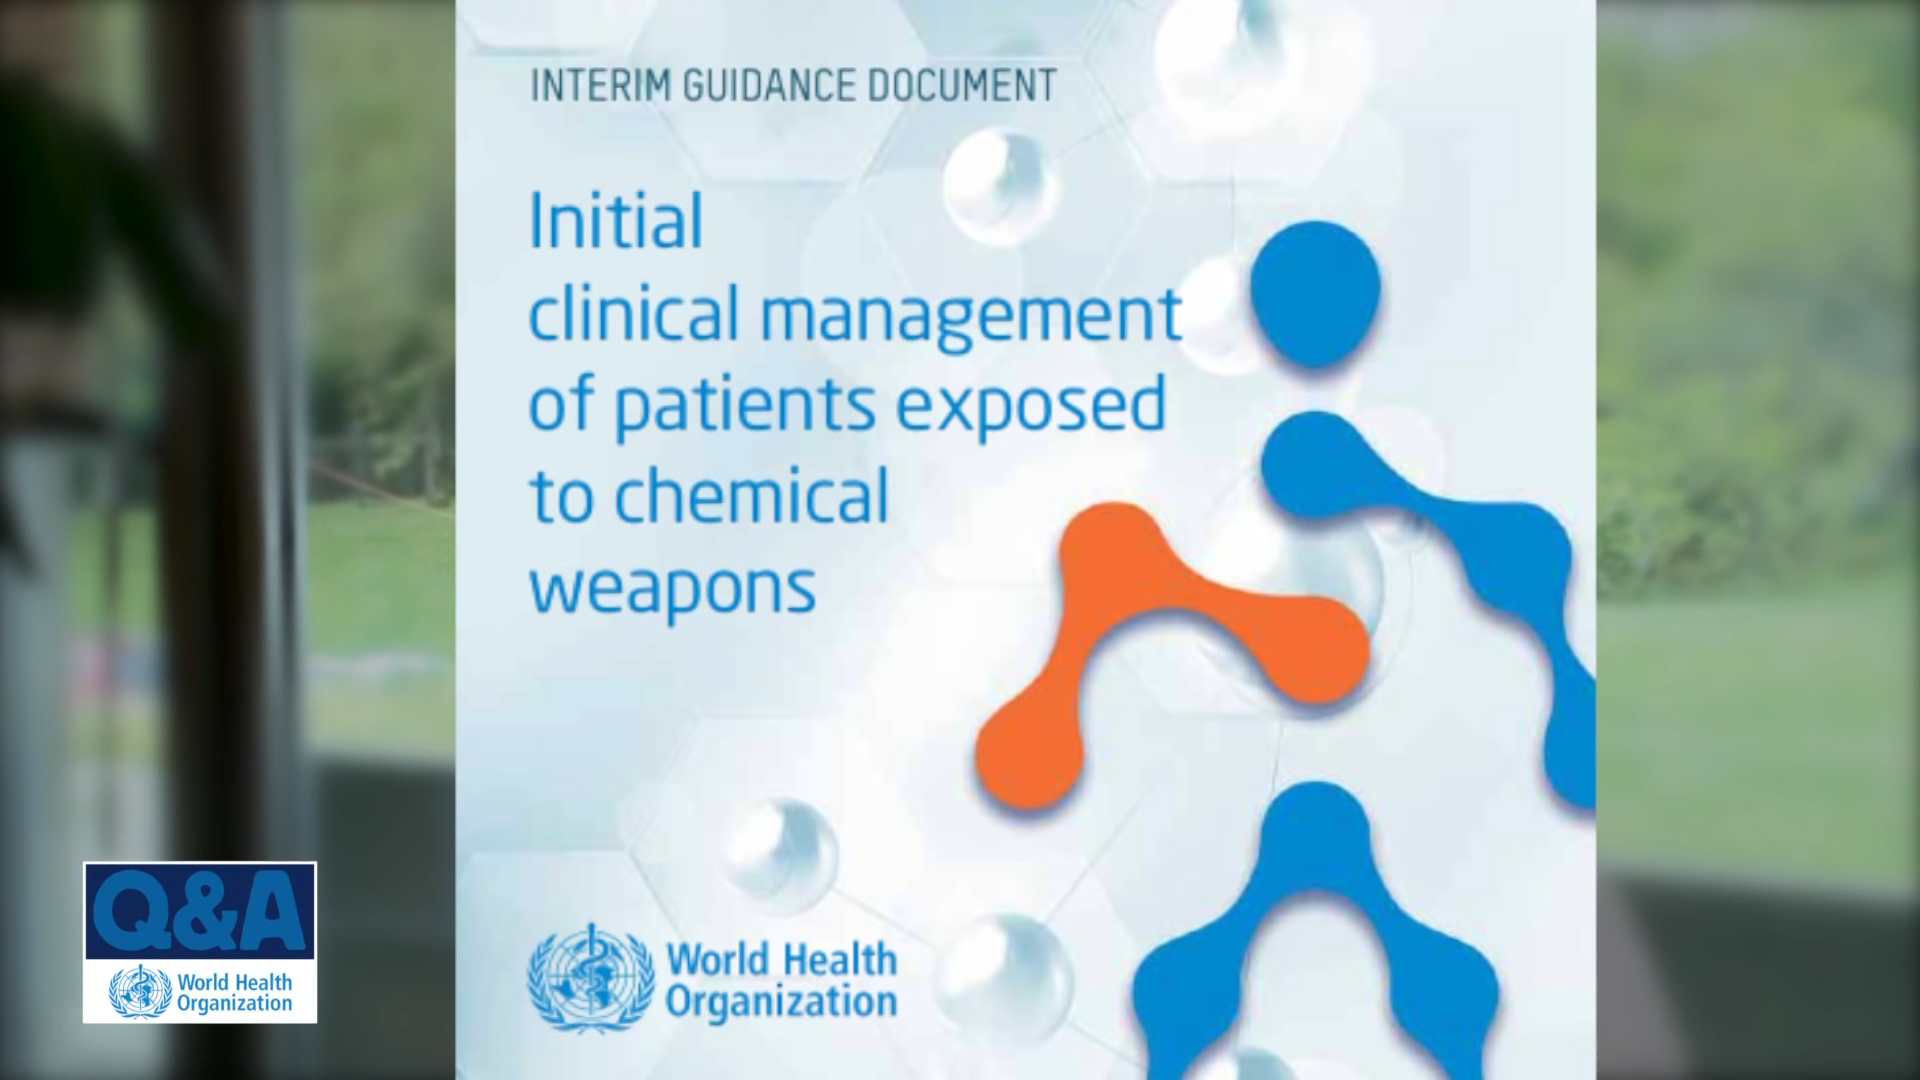 INTERIM GUIDANCE DOCUMENT
Initial
clinical management
of patients exposed
to chemical
weapons
World Health
Organization
Q&A
World Health
Organization